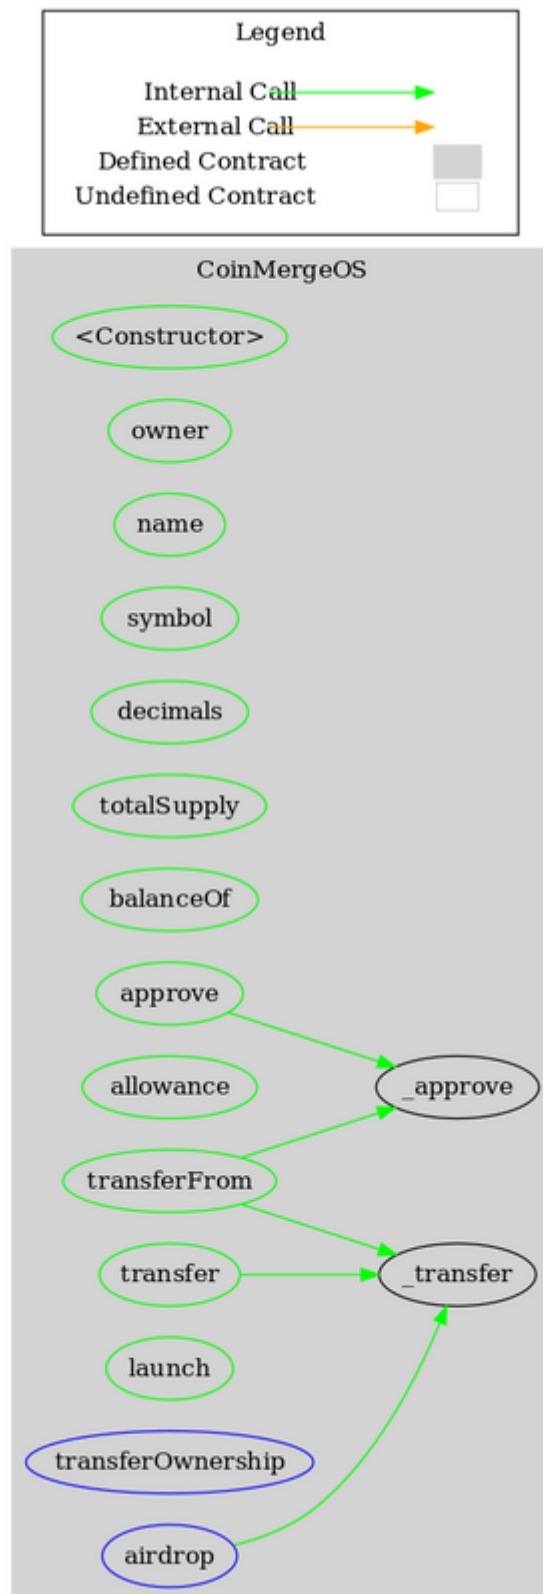 Legend
Internal Call
External Call
Defined Contract
Undefined Contract
CoinMergeOS
<Constructor>
owner
name
symbol
decimals
totalSupply
balanceOf
approve
allowance
_approve
transferFrom
transfer
_transfer
launch
transferOwnership
airdrop